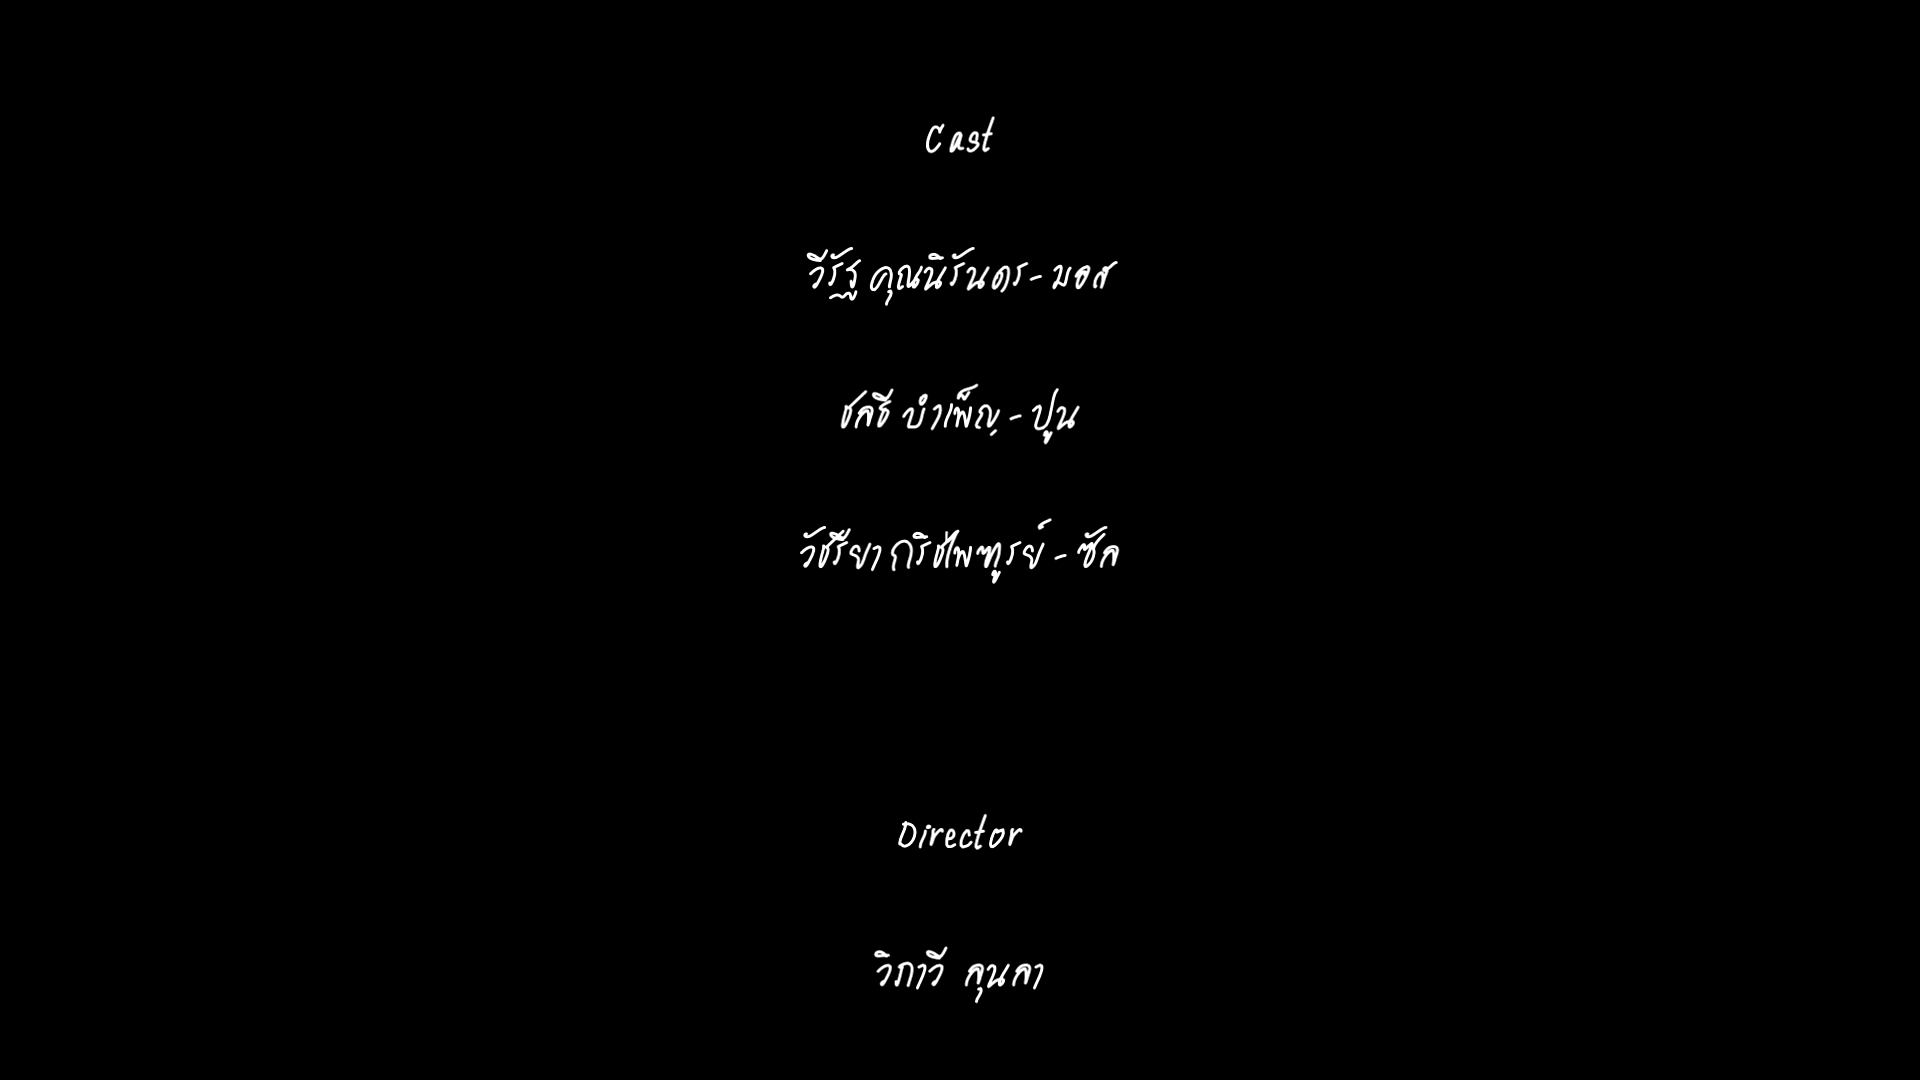 Cast
วีรัฐ คุณนิรันดร - มอส
ชลธี บำเพ็ญ - ปูน
วัชรียา กริชไพฑูรย์ - ซัล
Director
วิภาวี ลุนลา